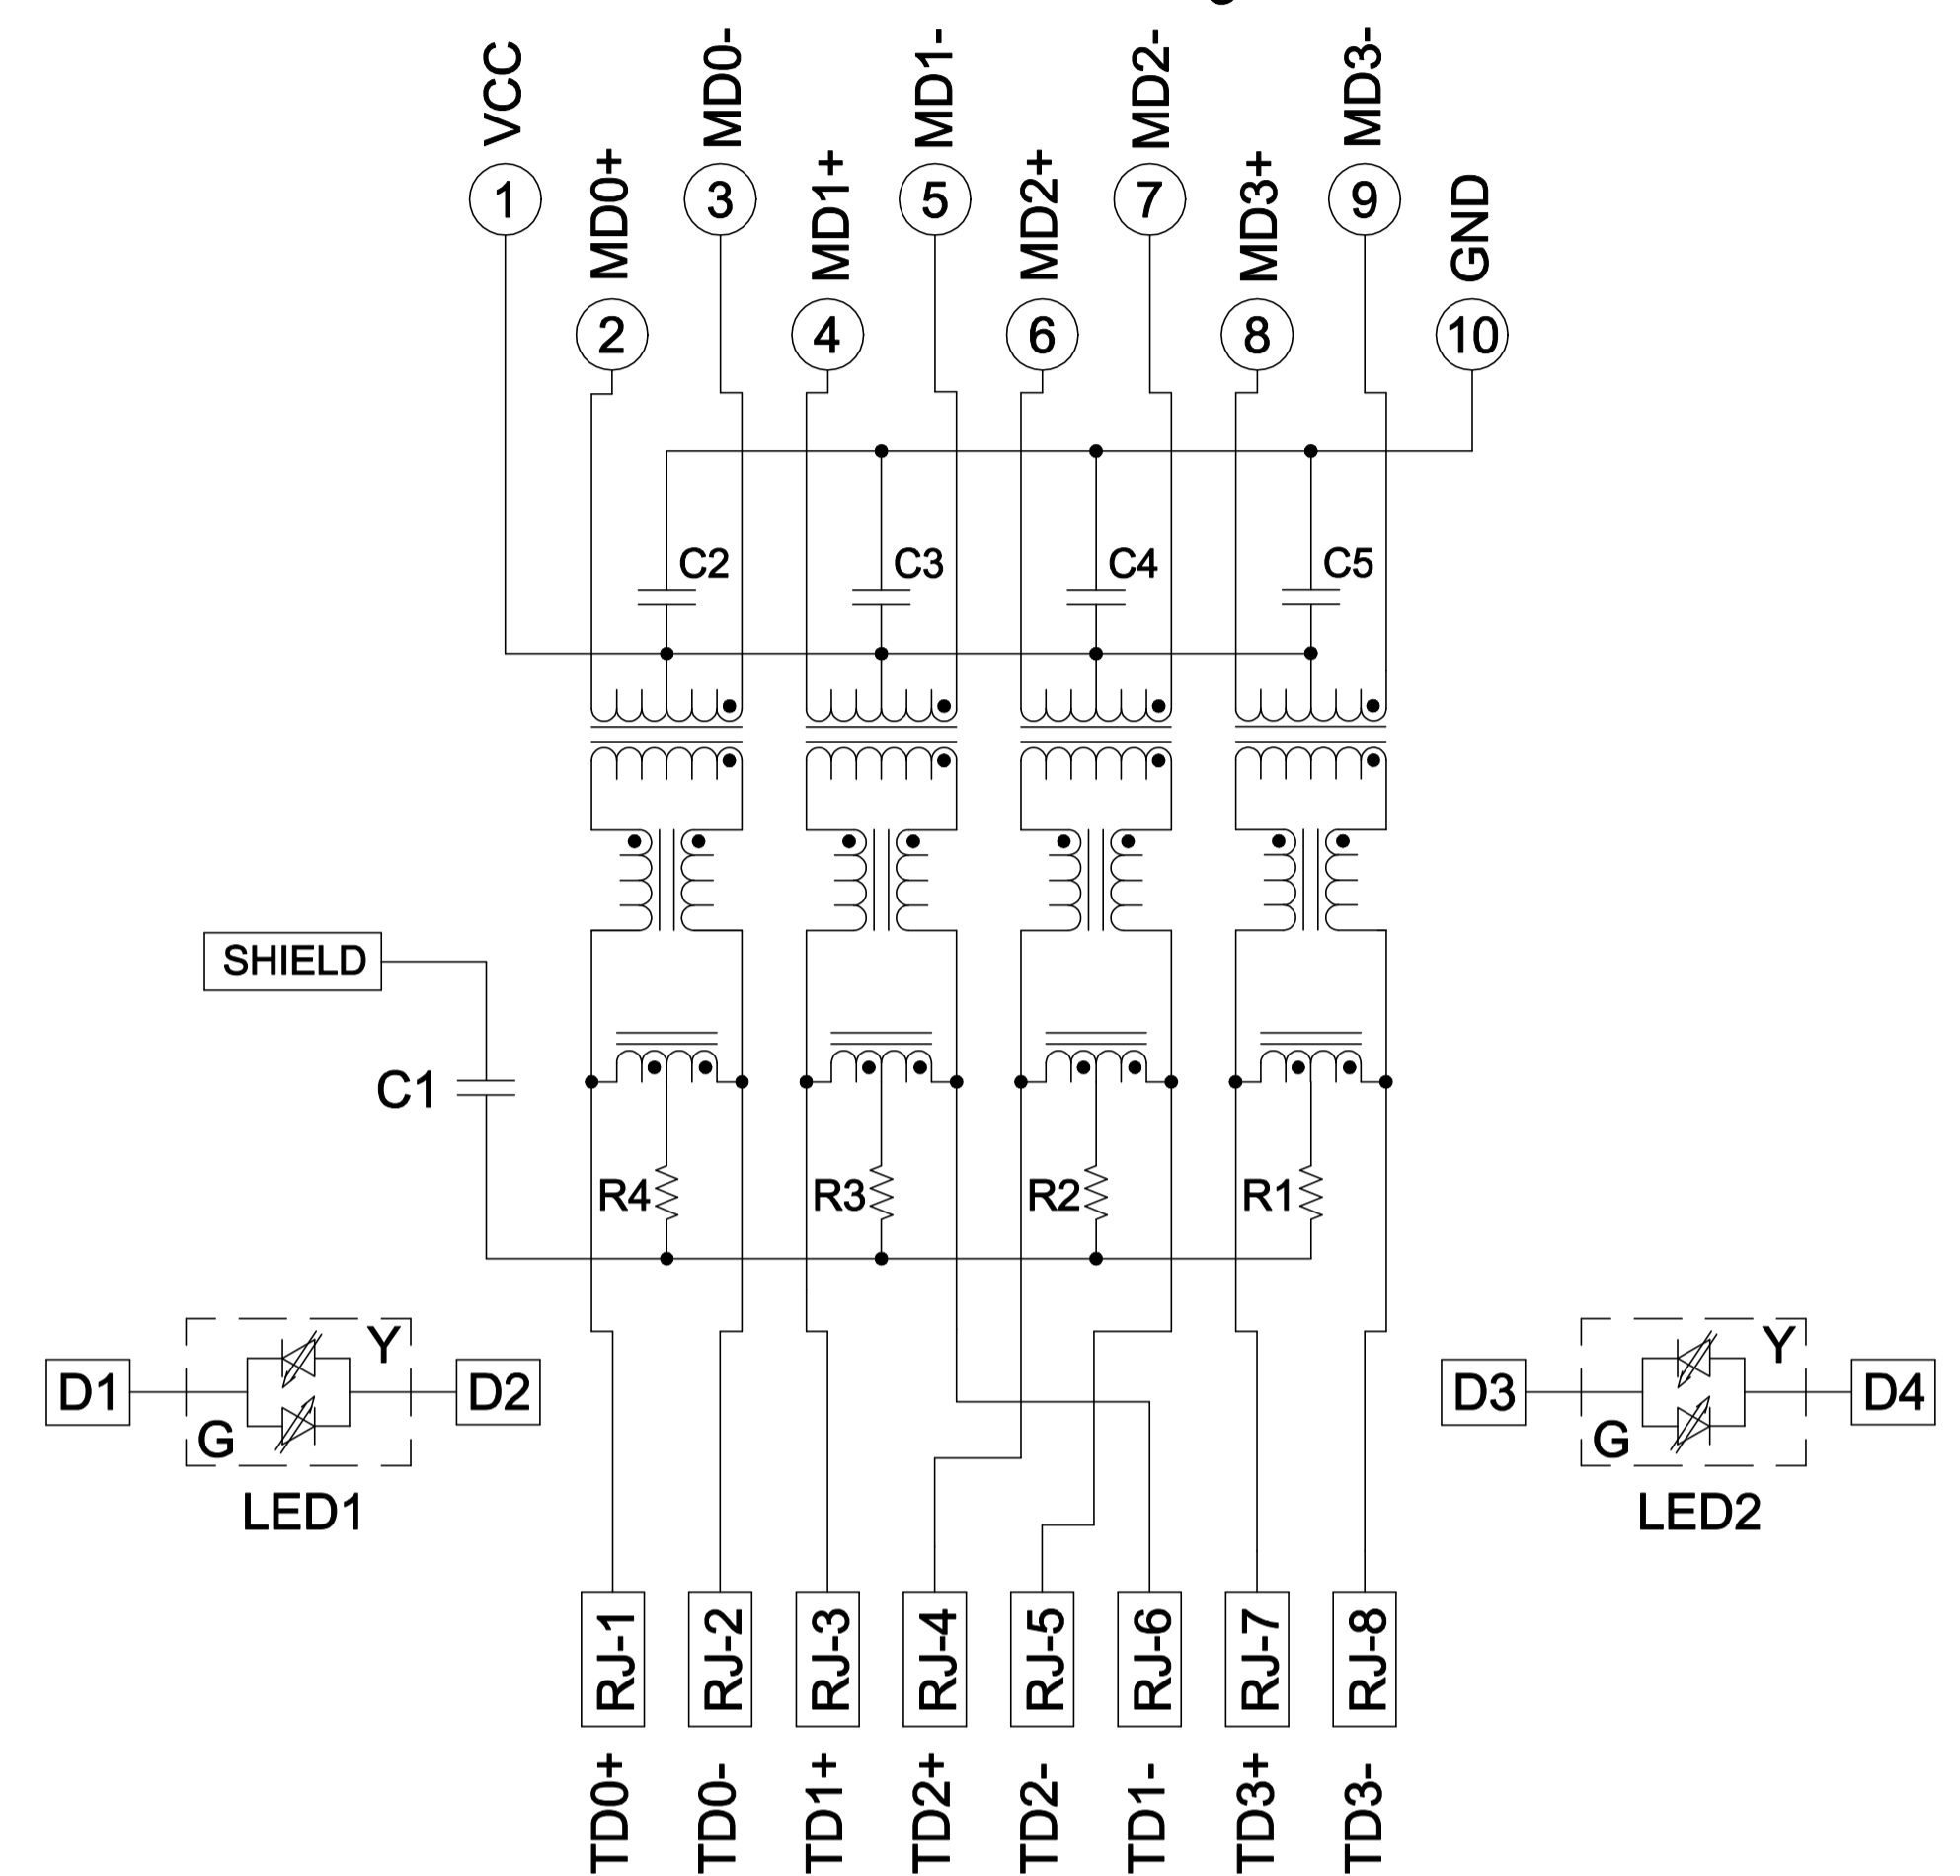 VCC
MD0+
MD0-
MD1+
MD1-
MD2+
MD2-
MD3+
MD3-
GND
1
3
5
7
9
2
4
6
8
10
C2
C3
C4
C5
SHIELD
C1
R4
R3
R2
R1
D1
G
Y
D2
LED1
D3
G
Y
D4
LED2
RJ-1
RJ-2
RJ-3
RJ-4
RJ-5
RJ-6
RJ-7
RJ-8
TD0+
TD0-
TD1+
TD2+
TD2-
TD1-
TD3+
TD3-